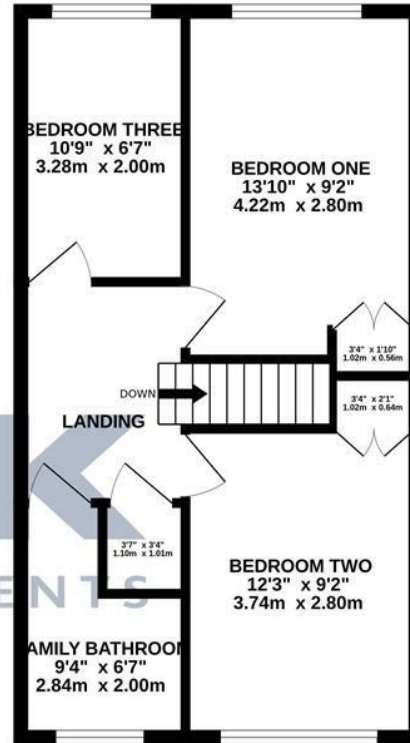 BEDROOM THREE
10'9" x 6'7"
3.28m x 2.00m
BEDROOM ONE
13'10" x 9'2"
4.22m x 2.80m
3'4" x 1'10"
1.02m x 0.56m
DOWN
3'4" x 2'1"
1.02m x 0.64m
LANDING
K
3'7" x 3'4"
1.10m x 1.01m
BEDROOM TWO
12'3" x 9'2"
3.74m x 2.80m
ENTS
AMILY BATHROOM
9'4" x 6'7"
2.84m x 2.00m